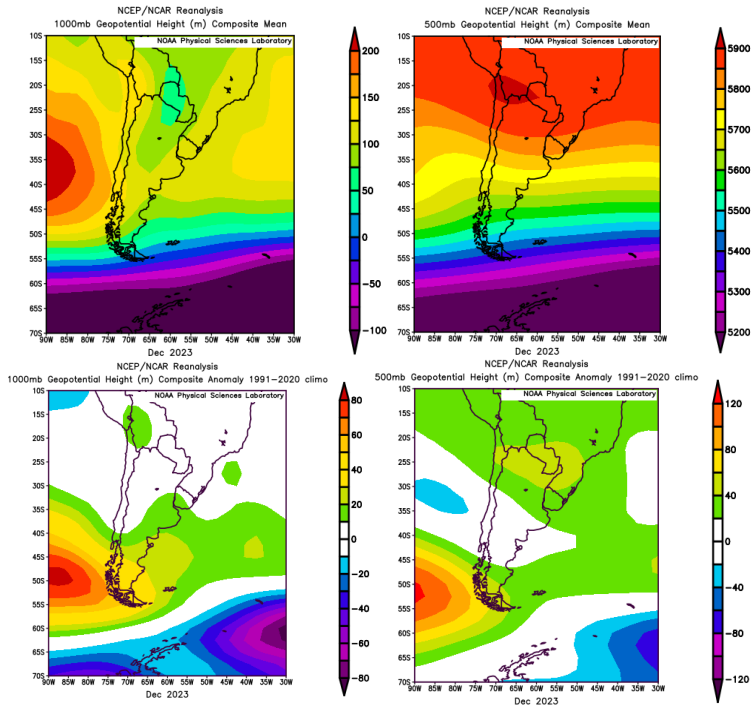 NCEP/NCAR Reanalysis
1000mb Geopotential Height (m) Composite Mean
NOAA Physical Sciences Laboratory
10S
15S
20S
25S
30S
35S
40S
45S
50S
55S
60S
65S
70S
90W 85W 80W 75W 70W 65W 60W 55W 50W 45W 40W 35W 30W
Dec 2023
200
175
150
125
100
75
50
25
0
-25
-50
-75
-100
NCEP/NCAR Reanalysis
500mb Geopotential Height (m) Composite Mean
NOAA Physical Sciences Laboratory
10S
15S
20S
25S
30S
35S
40S
45S
50S
55S
60S
65S
70S
90W 85W 80W 75W 70W 65W 60W 55W 50W 45W 40W 35W 30W
Dec 2023
5900
5800
5700
5600
5500
5400
5300
5200
NCEP/NCAR Reanalysis
1000mb Geopotential Height (m) Composite Anomaly 1991-2020 climo
NOAA Physical Sciences Laboratory
10S
15S
20S
25S
30S
35S
40S
45S
50S
55S
60S
65S
70S
90W 85W 80W 75W 70W 65W 60W 55W 50W 45W 40W 35W 30W
Dec 2023
80
60
40
20
0
-20
-40
-60
-80
NCEP/NCAR Reanalysis
500mb Geopotential Height (m) Composite Anomaly 1991-2020 climo
NOAA Physical Sciences Laboratory
10S
15S
20S
25S
30S
35S
40S
45S
50S
55S
60S
65S
70S
90W 85W 80W 75W 70W 65W 60W 55W 50W 45W 40W 35W 30W
Dec 2023
120
80
40
0
-40
-80
-120